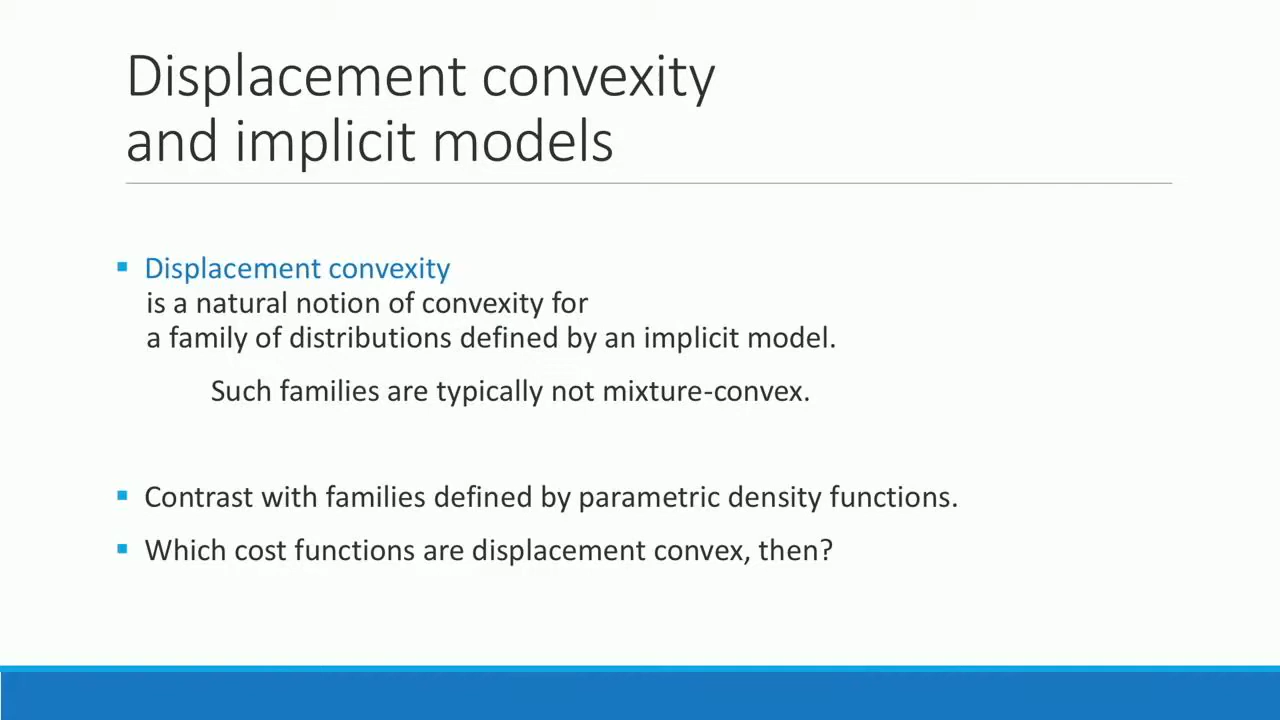 Displacement convexity
and implicit models
▪ Displacement convexity
is a natural notion of convexity for
a family of distributions defined by an implicit model.
Such families are typically not mixture-convex.
▪ Contrast with families defined by parametric density functions.
▪ Which cost functions are displacement convex, then?